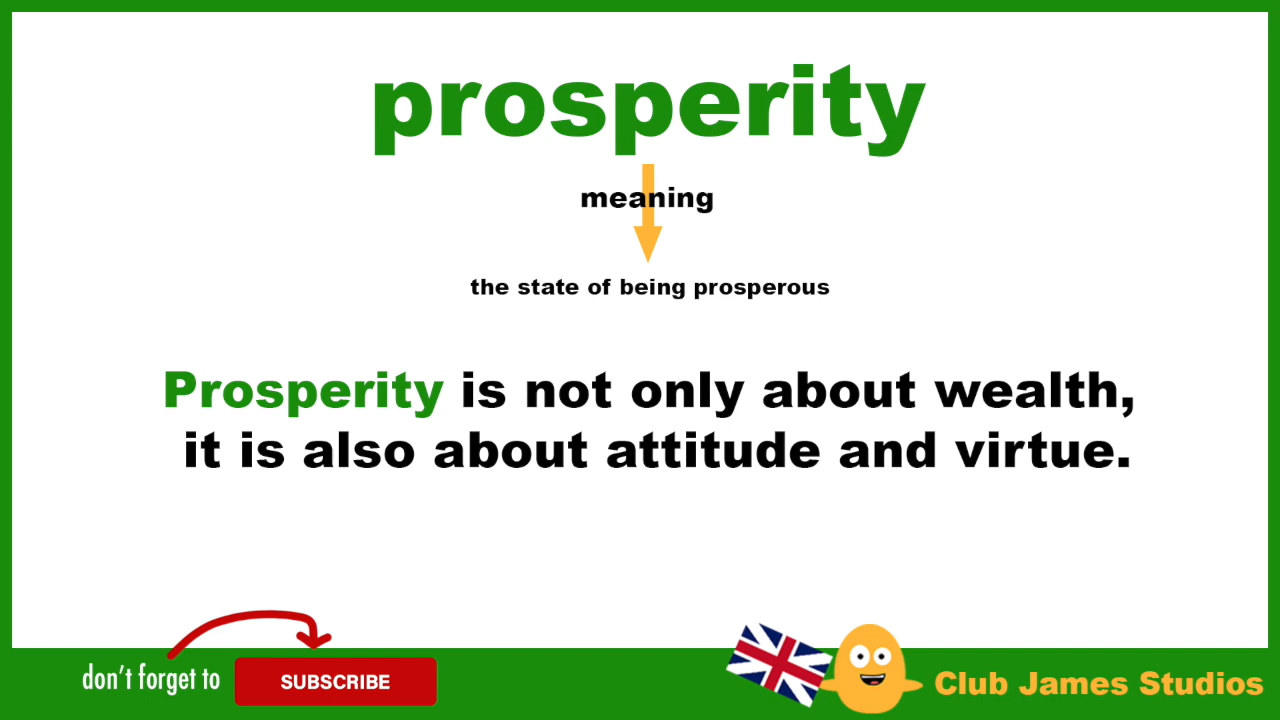 prosperity
meaning
the state of being prosperous
Prosperity is not only about wealth,
it is also about attitude and virtue.
don't forget to
SUBSCRIBE
Club James Studios